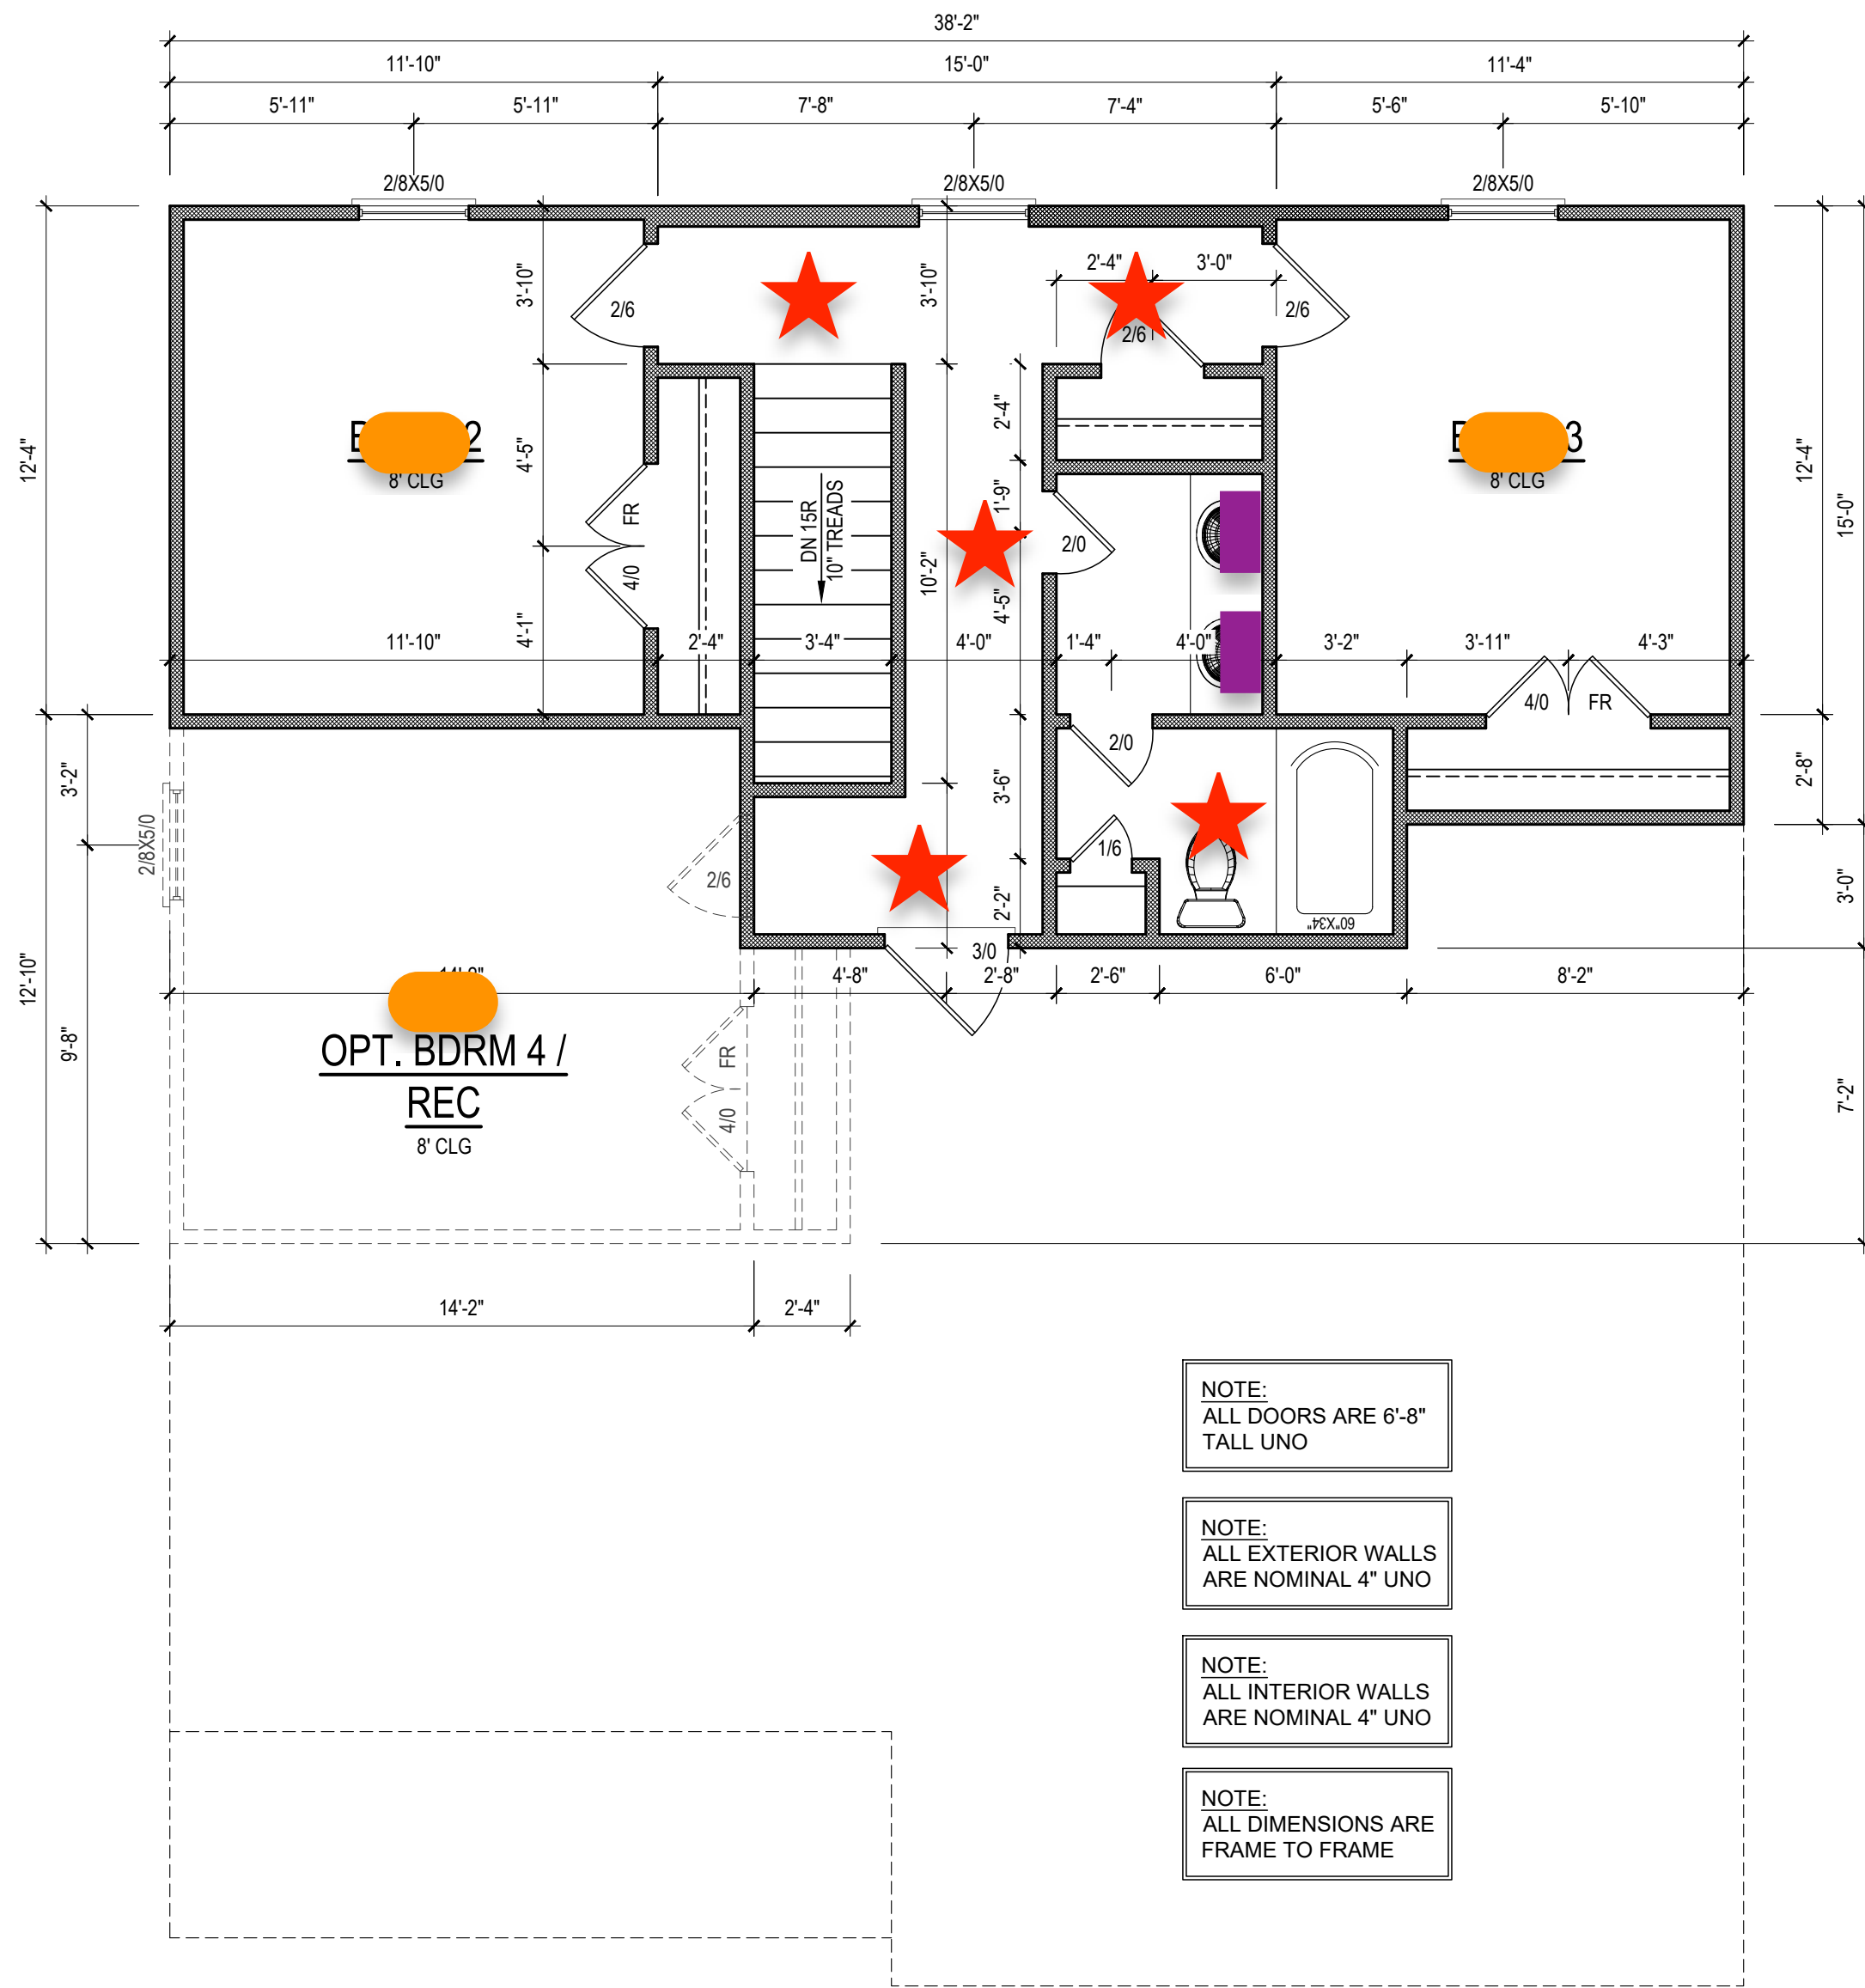 38'-2"
11'-10" 15'-0" 11'-4"
5'-11" 5'-11" 7'-8" 7'-4" 5'-6" 5'-10"
2/8X5/0 2/8X5/0 2/8X5/0
2'-4" 3'-0"
3'-10" 3'-10"
2/6 2/6 2/6
12'-4" 12'-4"
15'-0"
2 3
8' CLG 8' CLG
4'-5" 2'-4"
FR
4/0
DN 15R
10" TREADS
1'-9"
2/0
10'-2"
4'-5"
4'-1"
11'-10" 2'-4" 3'-4" 4'-0" 1'-4" 4'-0" 3'-2" 3'-11" 4'-3"
4/0 FR
2/0
3'-2" 3'-6" 2'-8"
2/8X5/0
2/6 1/6
2'-2" 3'-0"
60"X34"
3/0
12'-10"
4'-8" 2'-8" 2'-6" 6'-0" 8'-2"
9'-8"
OPT. BDRM 4 /
REC
8' CLG
FR
4/0
7'-2"
14'-2" 2'-4"
NOTE:
ALL DOORS ARE 6'-8"
TALL UNO
NOTE:
ALL EXTERIOR WALLS
ARE NOMINAL 4" UNO
NOTE:
ALL INTERIOR WALLS
ARE NOMINAL 4" UNO
NOTE:
ALL DIMENSIONS ARE
FRAME TO FRAME